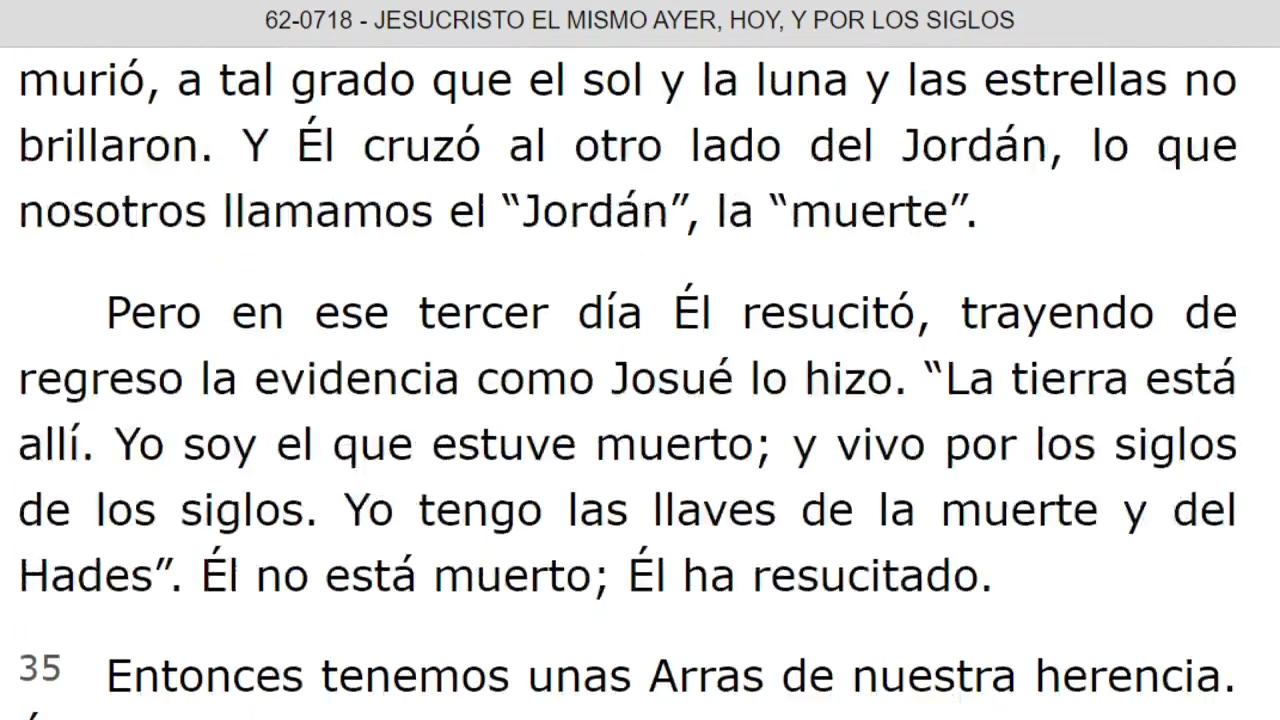 62-0718 - JESUCRISTO EL MISMO AYER, HOY, Y POR LOS SIGLOS
murió, a tal grado que el sol y la luna y las estrellas no
brillaron. Y Él cruzó al otro lado del Jordán, lo que
nosotros llamamos el “Jordán”, la “muerte”.
Pero en ese tercer día Él resucitó, trayendo de
regreso la evidencia como Josué lo hizo. “La tierra está
allí. Yo soy el que estuve muerto; y vivo por los siglos
de los siglos. Yo tengo las llaves de la muerte y del
Hades”. Él no está muerto; Él ha resucitado.
35 Entonces tenemos unas Arras de nuestra herencia.